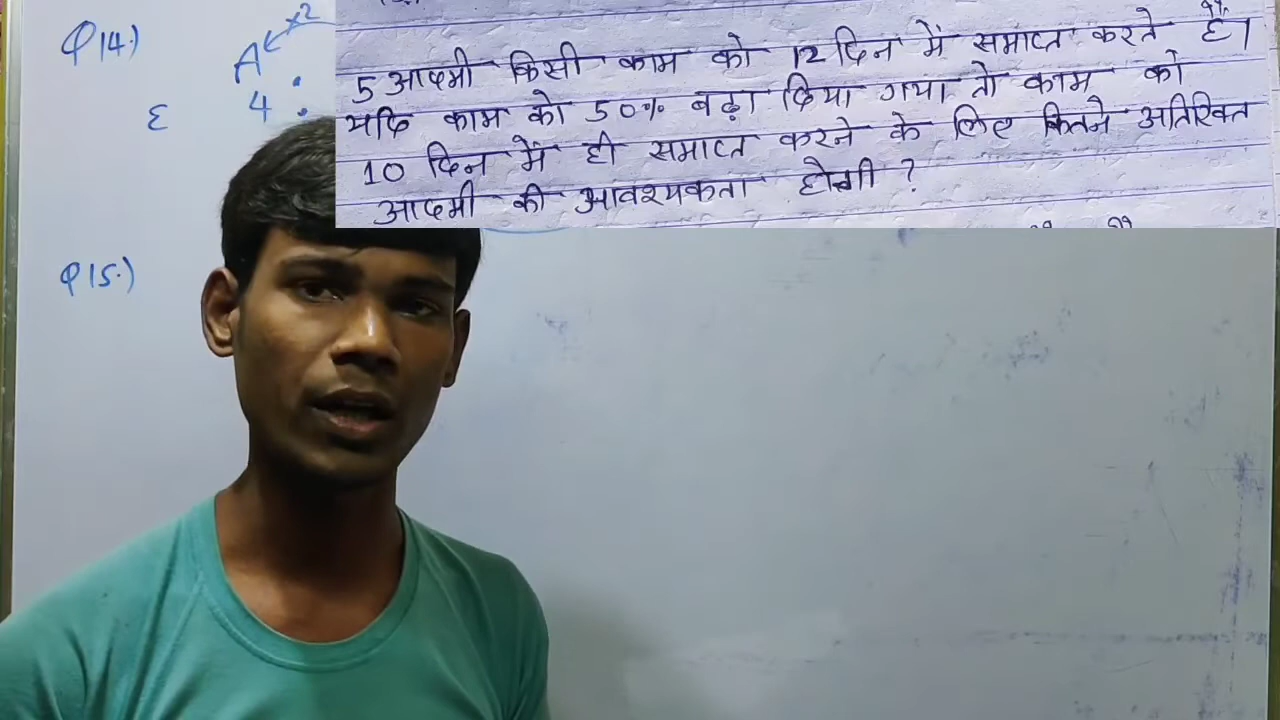 Q14.)
×2
A
ε 4
5 आदमी किसी काम को 12 दिन में समाप्त करते हैं।
यदि काम को 50% बढ़ा दिया गया तो काम को
10 दिन में ही समाप्त करने के लिए कितने अतिरिक्त
आदमी की आवश्यकता होगी ?
Q15.)